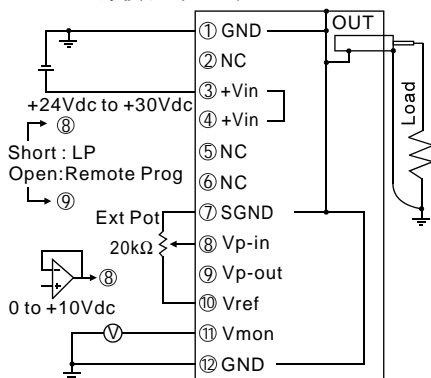 ① GND
OUT
② NC
③ +Vin
+24Vdc to +30Vdc
④ +Vin
⑧
Short : LP
Open:Remote Prog
⑨
⑤ NC
⑥ NC
Load
Ext Pot
⑦ SGND
20kΩ
⑧ Vp-in
⑨ Vp-out
⑧
0 to +10Vdc
⑩ Vref
V
⑪ Vmon
⑫ GND